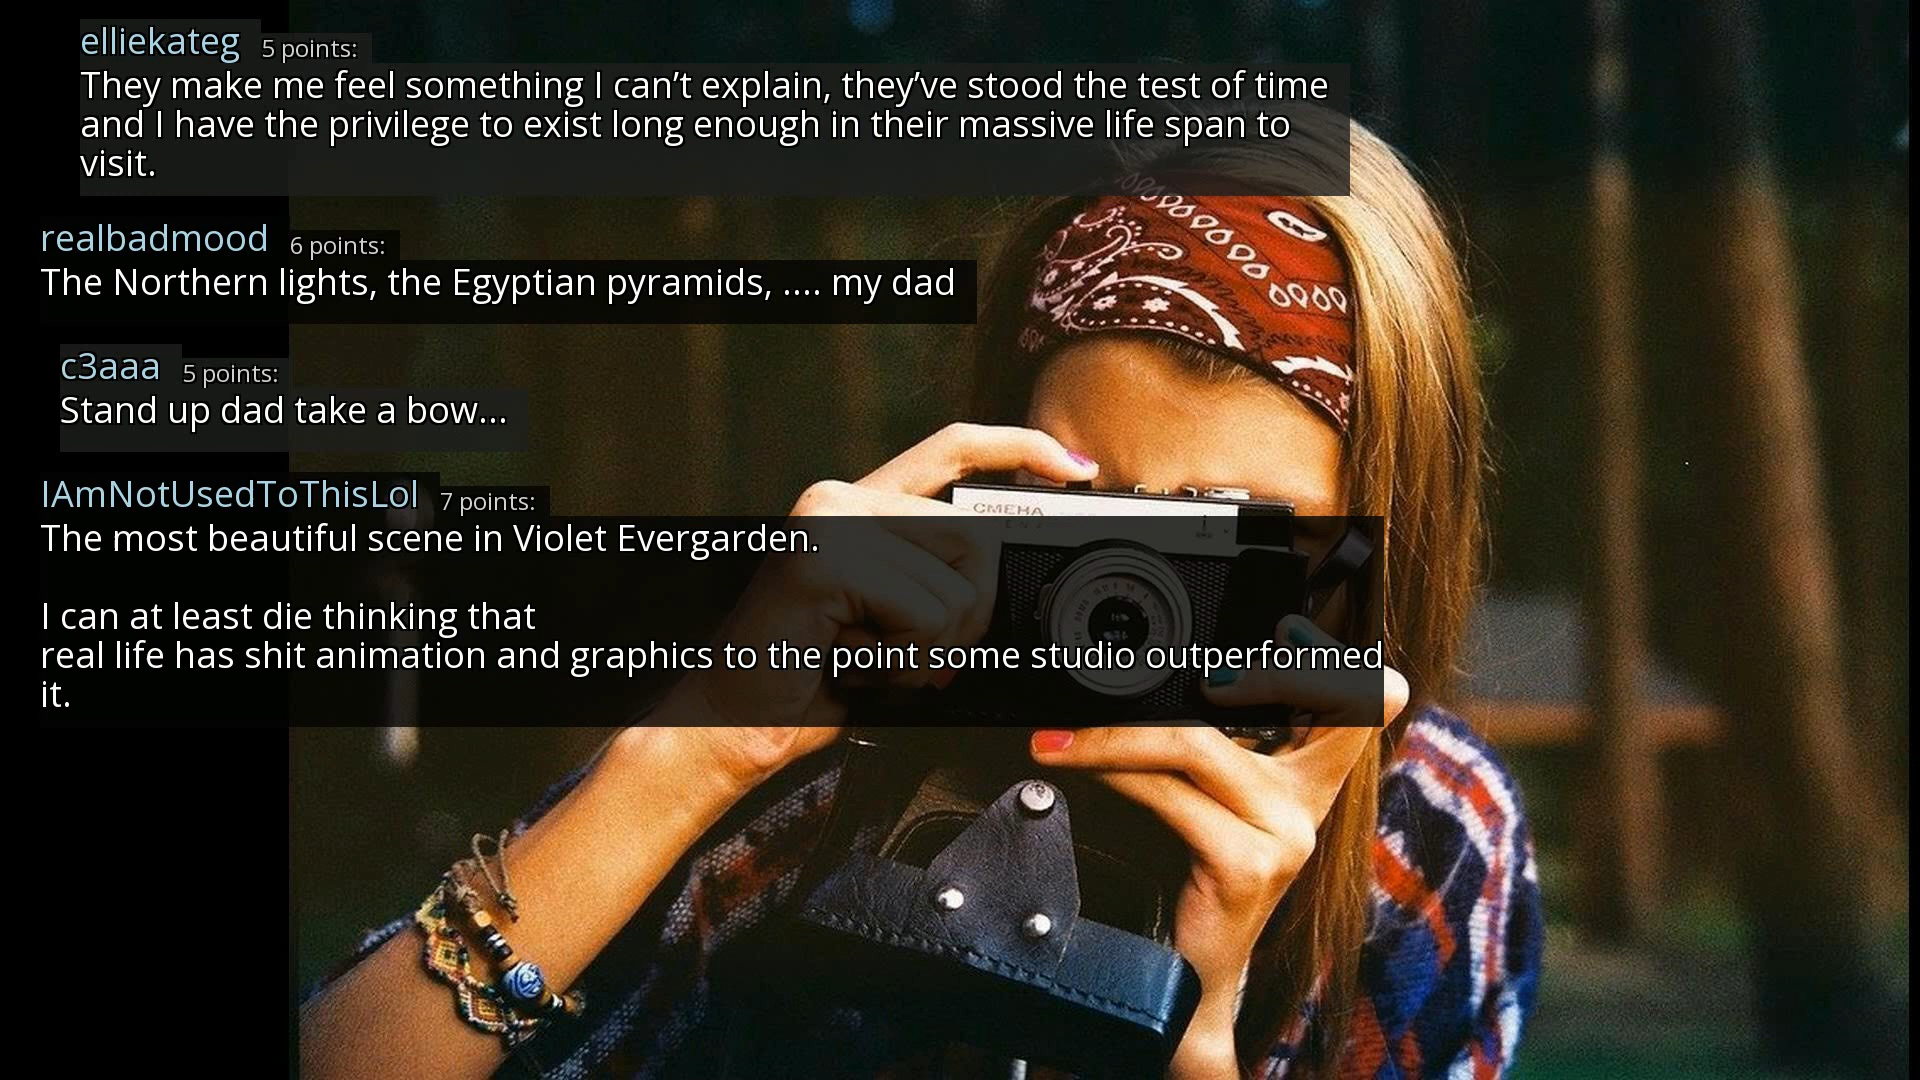 elliekateg 5 points:
They make me feel something I can’t explain, they’ve stood the test of time
and I have the privilege to exist long enough in their massive life span to
visit.
realbadmood 6 points:
The Northern lights, the Egyptian pyramids, .... my dad
c3aaa 5 points:
Stand up dad take a bow...
IAmNotUsedToThisLol 7 points:
The most beautiful scene in Violet Evergarden.
I can at least die thinking that
real life has shit animation and graphics to the point some studio outperformed
it.
СМЕНА